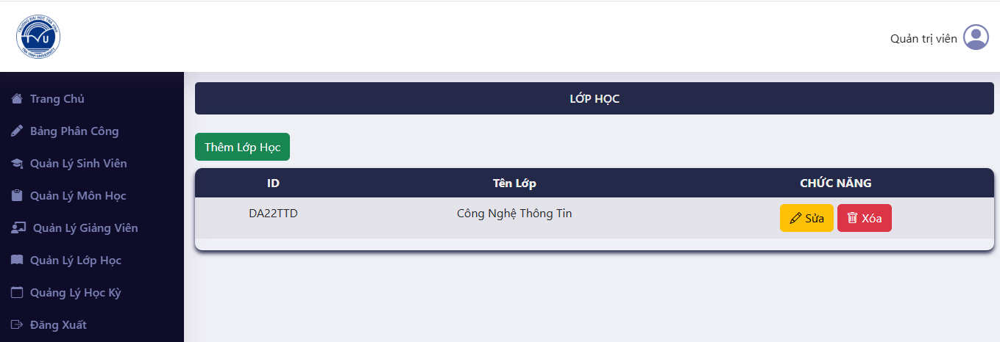 TRƯỜNG ĐẠI HỌC TRÀ VINH
TVU
TRA VINH UNIVERSITY
Quản trị viên
Trang Chủ
Bảng Phân Công
Quản Lý Sinh Viên
Quản Lý Môn Học
Quản Lý Giảng Viên
Quản Lý Lớp Học
Quảng Lý Học Kỳ
Đăng Xuất
LỚP HỌC
Thêm Lớp Học
ID Tên Lớp CHỨC NĂNG
DA22TTD Công Nghệ Thông Tin Sửa Xóa